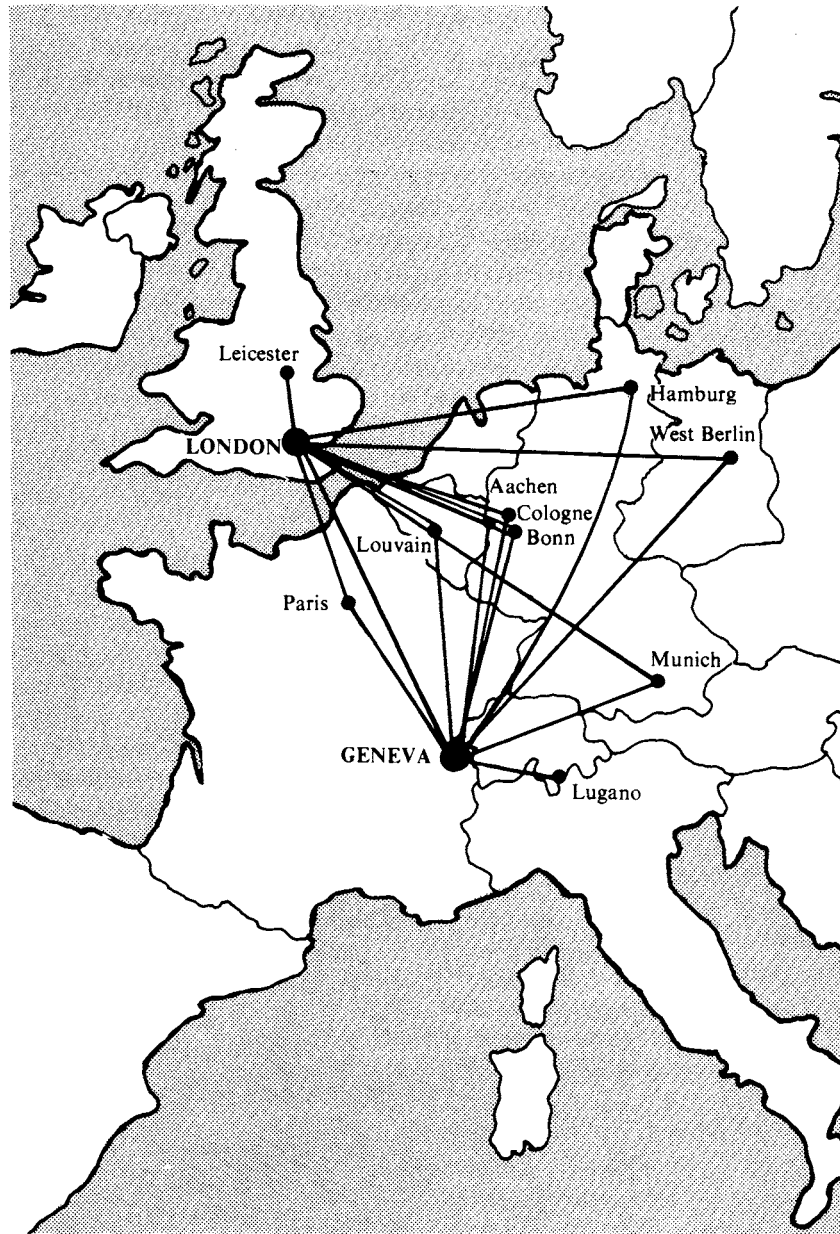 Leicester
Hamburg
West Berlin
LONDON
Aachen
Cologne
Bonn
Louvain
Paris
Munich
GENEVA
Lugano